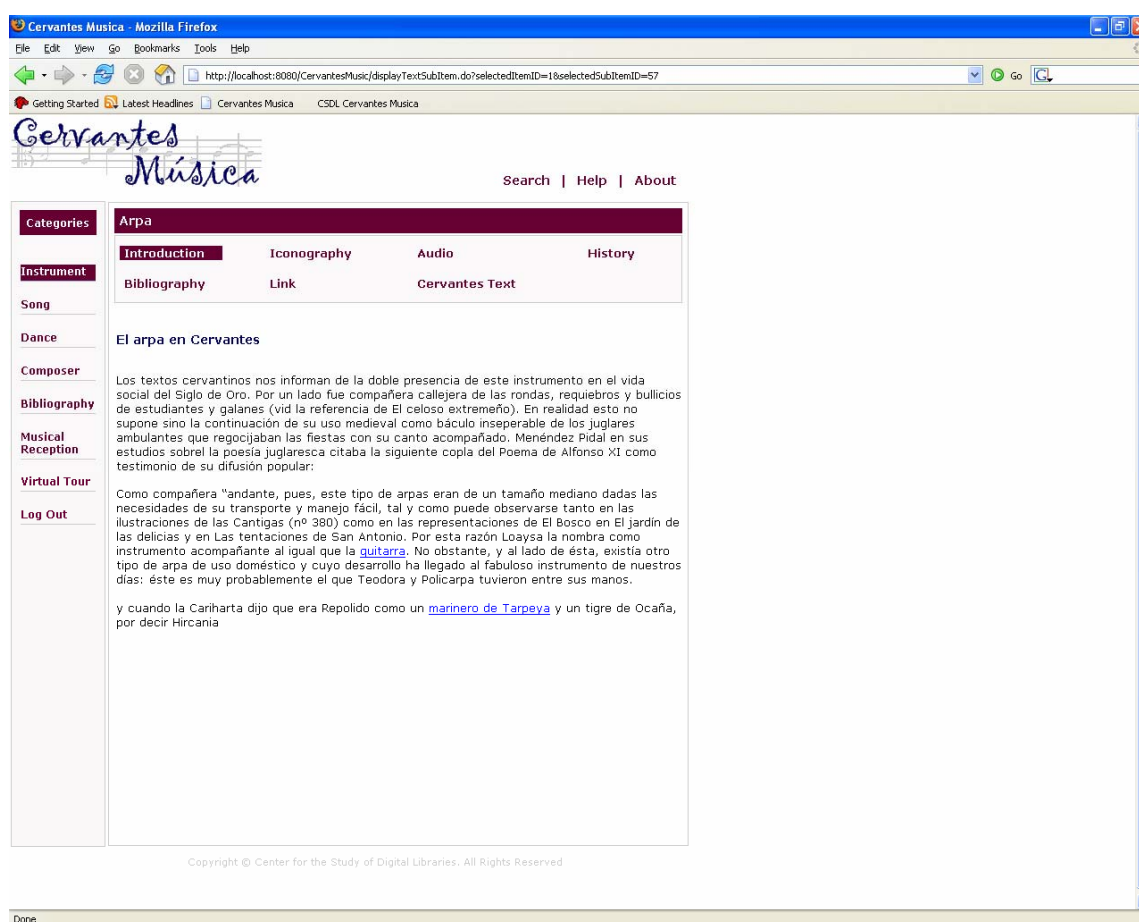 Cervantes Musica - Mozilla Firefox
File Edit View Go Bookmarks Tools Help
http://localhost:8080/CervantesMusic/displayTextSubItem.do?selectedItemID=1&selectedSubItemID=57 Go G
Getting Started Latest Headlines Cervantes Musica CSDL Cervantes Musica
Cervantes
Música
Search | Help | About
Categories
Instrument
Song
Dance
Composer
Bibliography
Musical
Reception
Virtual Tour
Log Out
Arpa
Introduction Iconography Audio History
Bibliography Link Cervantes Text
El arpa en Cervantes
Los textos cervantinos nos informan de la doble presencia de este instrumento en el vida
social del Siglo de Oro. Por un lado fue compañera callejera de las rondas, requiebros y bullicios
de estudiantes y galanes (vid la referencia de El celoso extremeño). En realidad esto no
supone sino la continuación de su uso medieval como báculo inseperable de los juglares
ambulantes que regocijaban las fiestas con su canto acompañado. Menéndez Pidal en sus
estudios sobrel la poesía juglaresca citaba la siguiente copla del Poema de Alfonso XI como
testimonio de su difusión popular:
Como compañera “andante, pues, este tipo de arpas eran de un tamaño mediano dadas las
necesidades de su transporte y manejo fácil, tal y como puede observarse tanto en las
ilustraciones de las Cantigas (nº 380) como en las representaciones de El Bosco en El jardín de
las delicias y en Las tentaciones de San Antonio. Por esta razón Loaysa la nombra como
instrumento acompañante al igual que la guitarra. No obstante, y al lado de ésta, existía otro
tipo de arpa de uso doméstico y cuyo desarrollo ha llegado al fabuloso instrumento de nuestros
días: éste es muy probablemente el que Teodora y Policarpa tuvieron entre sus manos.
y cuando la Cariharta dijo que era Repolido como un marinero de Tarpeya y un tigre de Ocaña,
por decir Hircania
Copyright © Center for the Study of Digital Libraries. All Rights Reserved
Done